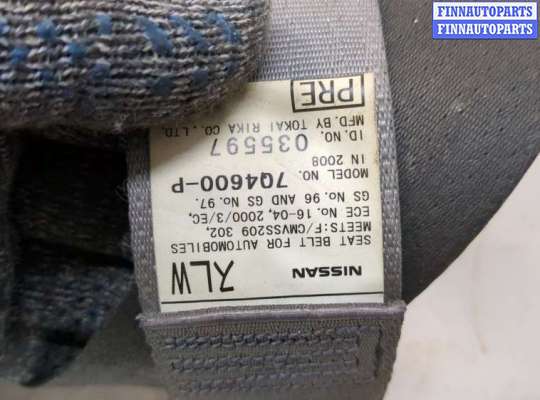 FINNAUTOPARTS
FINNAUTOPARTS
NISSAN
SEAT BELT FOR AUTOMOBILES
MEETS:F/CMVSS209 302,
ECE No. 16-04, 2000/3/EC,
GS No. 96 AND GS No. 97.
MODEL NO. 7Q4600-P
IN 2008
ID.NO. 035597
MFD.BY TOKAI RIKA CO.,LTD.
PRE